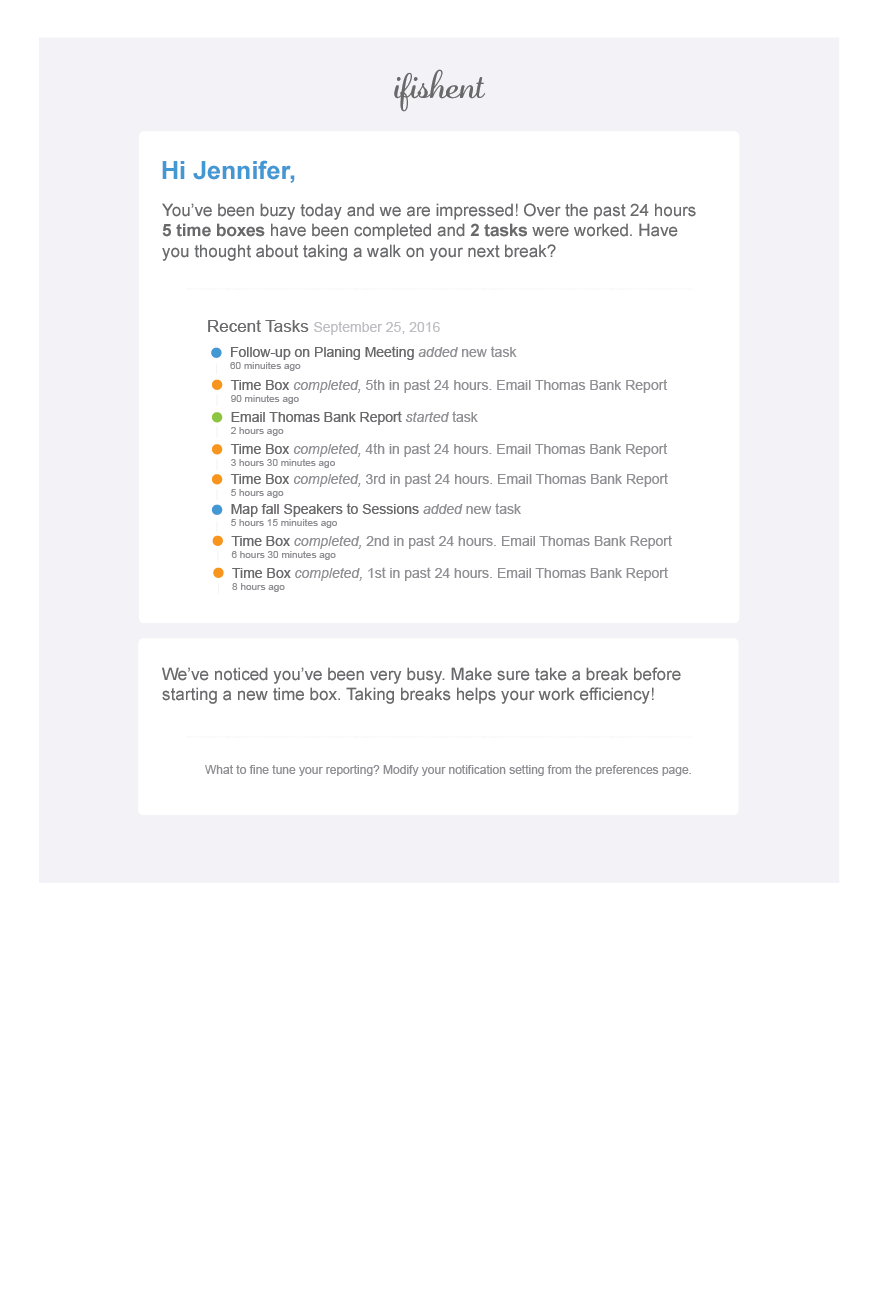 ifishent
Hi Jennifer,
You’ve been buzy today and we are impressed! Over the past 24 hours
5 time boxes have been completed and 2 tasks were worked. Have
you thought about taking a walk on your next break?
Recent Tasks September 25, 2016
Follow-up on Planing Meeting added new task
60 minuites ago
Time Box completed, 5th in past 24 hours. Email Thomas Bank Report
90 minutes ago
Email Thomas Bank Report started task
2 hours ago
Time Box completed, 4th in past 24 hours. Email Thomas Bank Report
3 hours 30 minutes ago
Time Box completed, 3rd in past 24 hours. Email Thomas Bank Report
5 hours ago
Map fall Speakers to Sessions added new task
5 hours 15 minuites ago
Time Box completed, 2nd in past 24 hours. Email Thomas Bank Report
6 hours 30 minutes ago
Time Box completed, 1st in past 24 hours. Email Thomas Bank Report
8 hours ago
We’ve noticed you’ve been very busy. Make sure take a break before
starting a new time box. Taking breaks helps your work efficiency!
What to fine tune your reporting? Modify your notification setting from the preferences page.